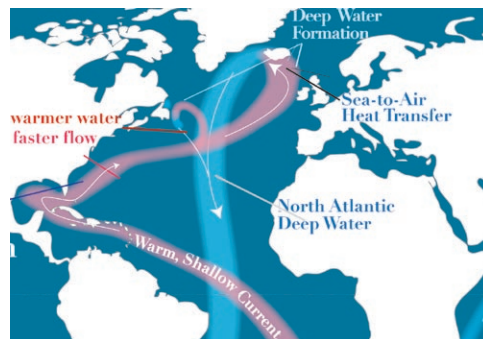 Deep Water
Formation
warmer water
faster flow
Sea-to-Air
Heat Transfer
North Atlantic
Deep Water
Warm, Shallow Current